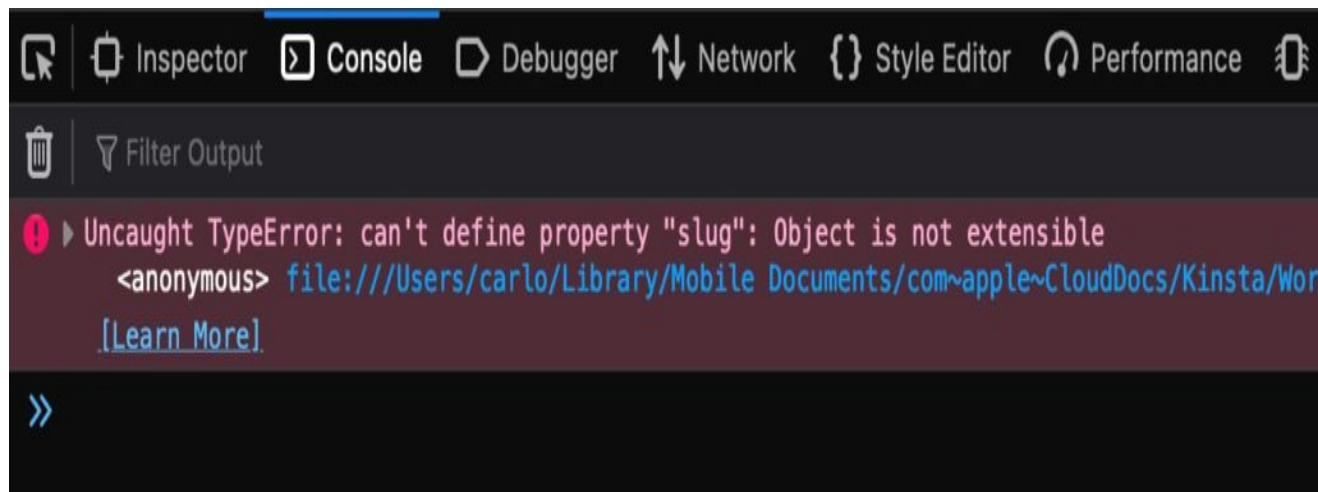 Inspector Console Debugger Network {} Style Editor Performance
Filter Output
Uncaught TypeError: can't define property "slug": Object is not extensible
<anonymous> file:///Users/carlo/Library/Mobile Documents/com~apple~CloudDocs/Kinsta/Wor
[Learn More]